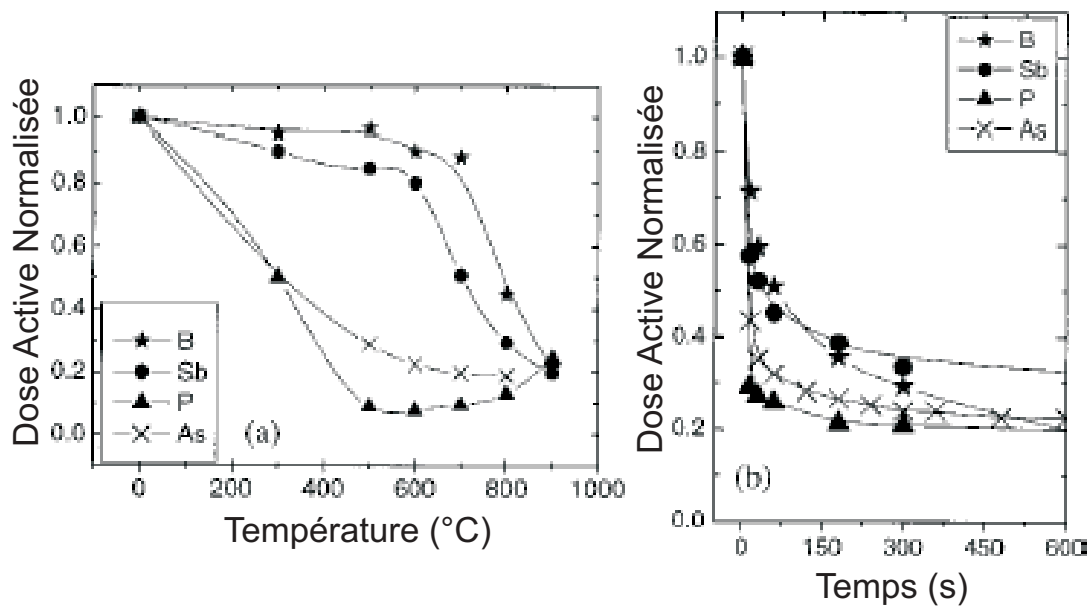 Dose Active Normalisée
1.0
0.8
0.6
0.4
0.2
0.0
B
Sb
P
As
(a)
0
200
400
600
800
1000
Température (°C)
Dose Active Normalisée
1.0
0.8
0.6
0.4
0.2
0.0
B
Sb
P
As
(b)
0
150
300
450
600
Temps (s)